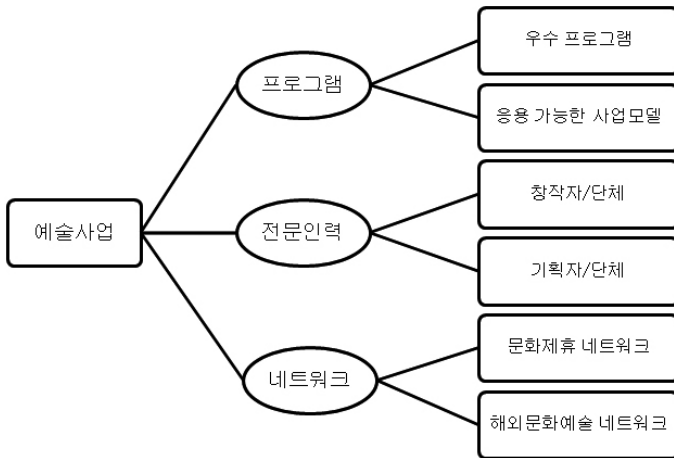 예술사업
프로그램
우수 프로그램
응용 가능한 사업모델
전문인력
창작자/단체
기획자/단체
네트워크
문화제휴 네트워크
해외문화예술 네트워크